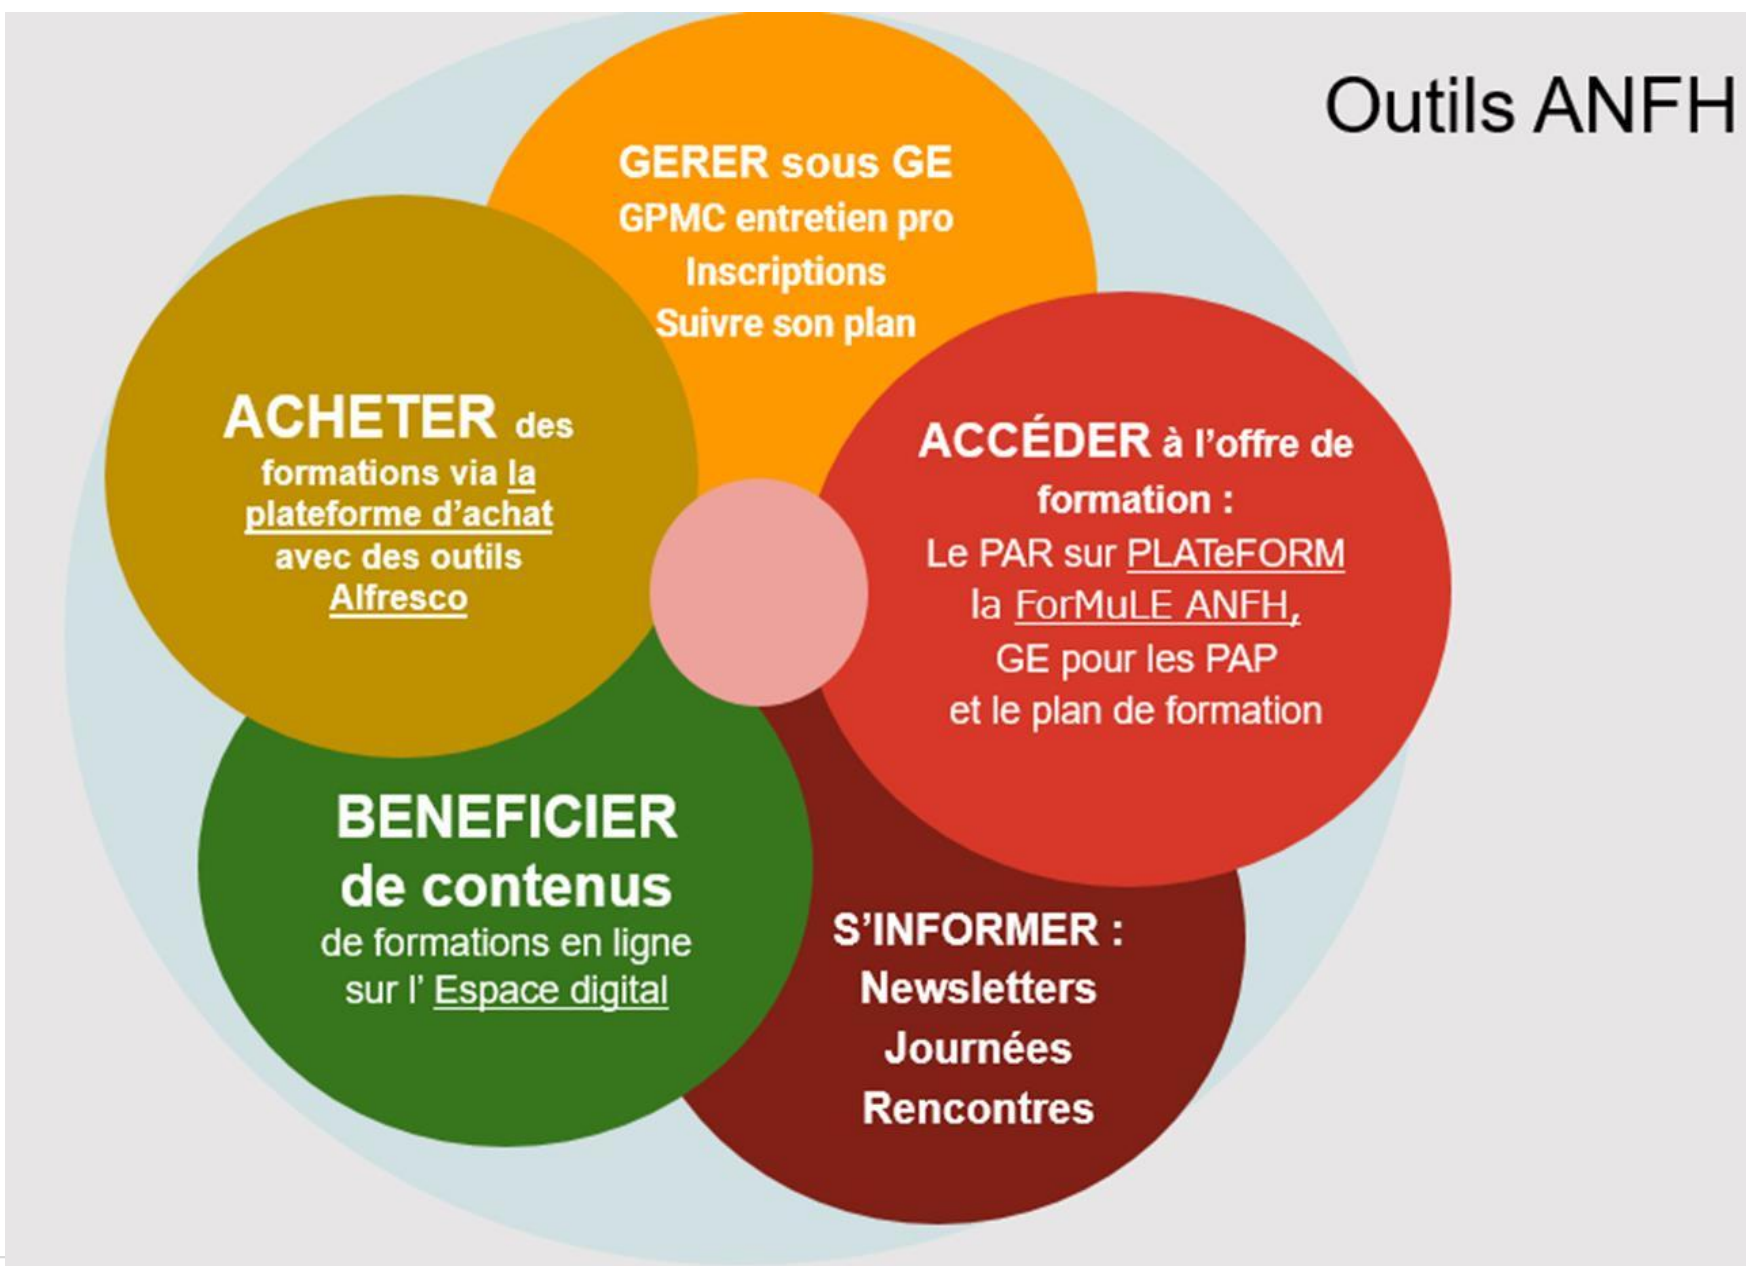 Outils ANFH
GERER sous GE
GPMC entretien pro
Inscriptions
Suivre son plan
ACHETER des
formations via la
plateforme d'achat
avec des outils
Alfresco
ACCÉDER à l'offre de
formation :
Le PAR sur PLATeFORM
la ForMuLE ANFH,
GE pour les PAP
et le plan de formation
BENEFICIER
de contenus
de formations en ligne
sur l' Espace digital
S'INFORMER :
Newsletters
Journées
Rencontres